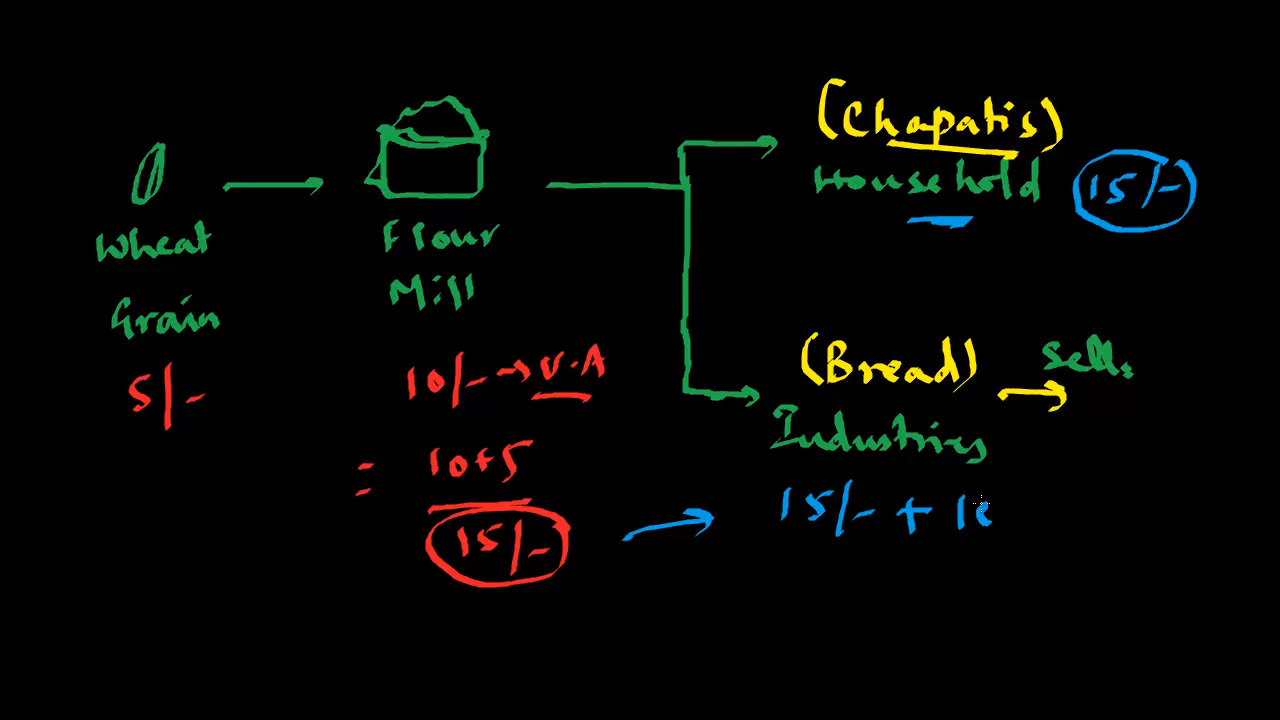 (Chapatis)
Household 15/-
Wheat
Grain
5/-
Flour
Mill
10/- → V.A
= 10+5
15/-
(Bread) → Sells
Industries
15/- +